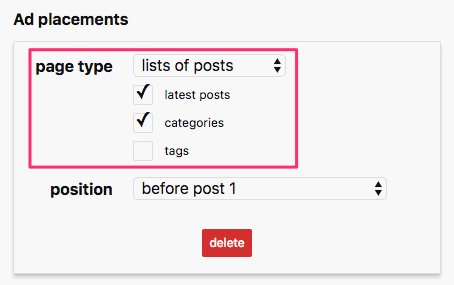 Ad placements
page type lists of posts
latest posts
categories
tags
position before post 1
delete